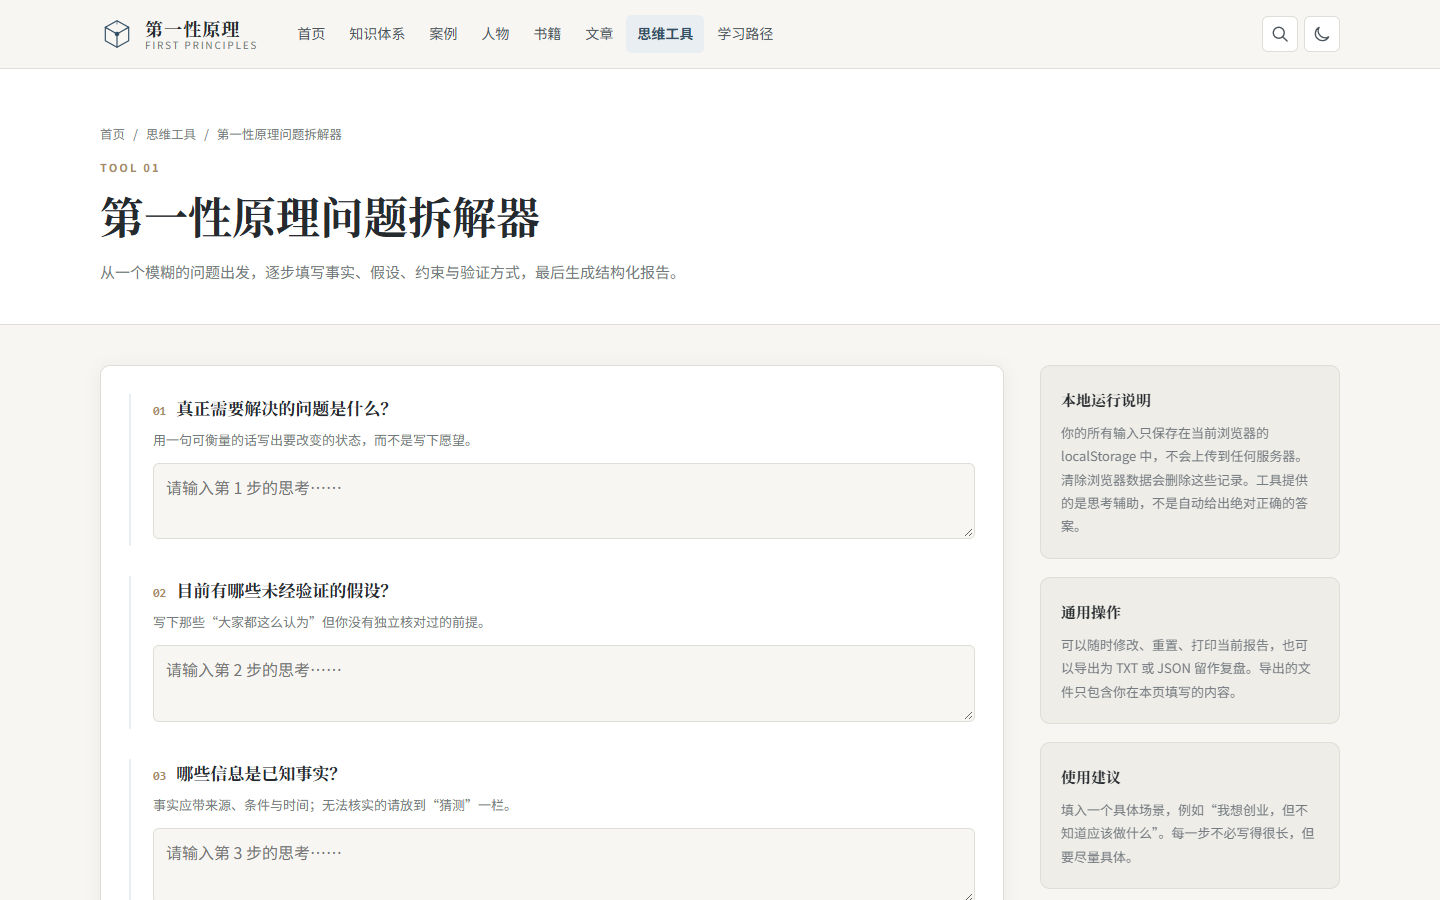 第一性原理
FIRST PRINCIPLES
首页 知识体系 案例 人物 书籍 文章 思维工具 学习路径
首页 / 思维工具 / 第一性原理问题拆解器
TOOL 01
第一性原理问题拆解器
从一个模糊的问题出发，逐步填写事实、假设、约束与验证方式，最后生成结构化报告。
01 真正需要解决的问题是什么？
用一句可衡量的话写出要改变的状态，而不是写下愿望。
请输入第 1 步的思考……
02 目前有哪些未经验证的假设？
写下那些“大家都这么认为”但你没有独立核对过的前提。
请输入第 2 步的思考……
03 哪些信息是已知事实？
事实应带来源、条件与时间；无法核实的请放到“猜测”一栏。
请输入第 3 步的思考……
本地运行说明
你的所有输入只保存在当前浏览器的
localStorage 中，不会上传到任何服务器。
清除浏览器数据会删除这些记录。工具提供
的是思考辅助，不是自动给出绝对正确的答
案。
通用操作
可以随时修改、重置、打印当前报告，也可
以导出为 TXT 或 JSON 留作复盘。导出的文
件只包含你在本页填写的内容。
使用建议
填入一个具体场景，例如“我想创业，但不
知道应该做什么”。每一步不必写得很长，但
要尽量具体。